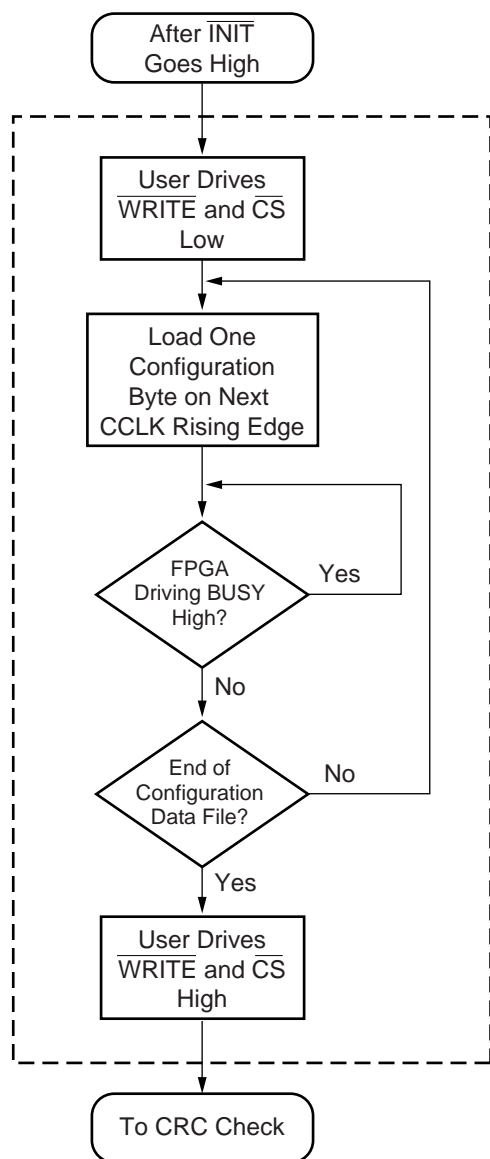 After INIT
Goes High
User Drives
WRITE and CS
Low
Load One
Configuration
Byte on Next
CCLK Rising Edge
FPGA
Driving BUSY
High?
Yes
No
End of
Configuration
Data File?
No
Yes
User Drives
WRITE and CS
High
To CRC Check